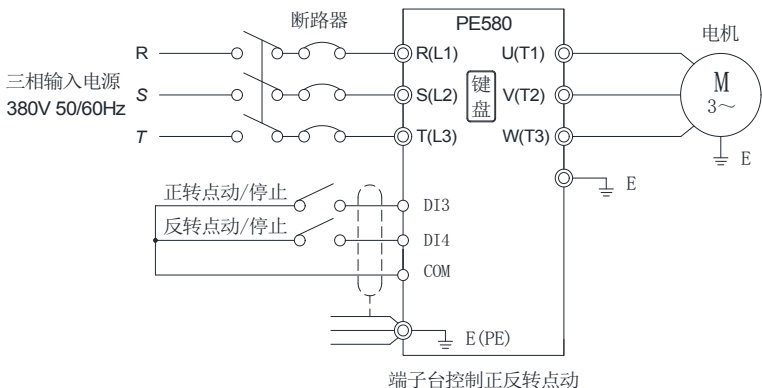 断路器
PE580
电机
R
R(L1)
U(T1)
三相输入电源
S
S(L2)
键盘
V(T2)
M
3～
380V 50/60Hz
T
T(L3)
W(T3)
E
E
正转点动/停止
DI3
反转点动/停止
DI4
COM
E(PE)
端子台控制正反转点动